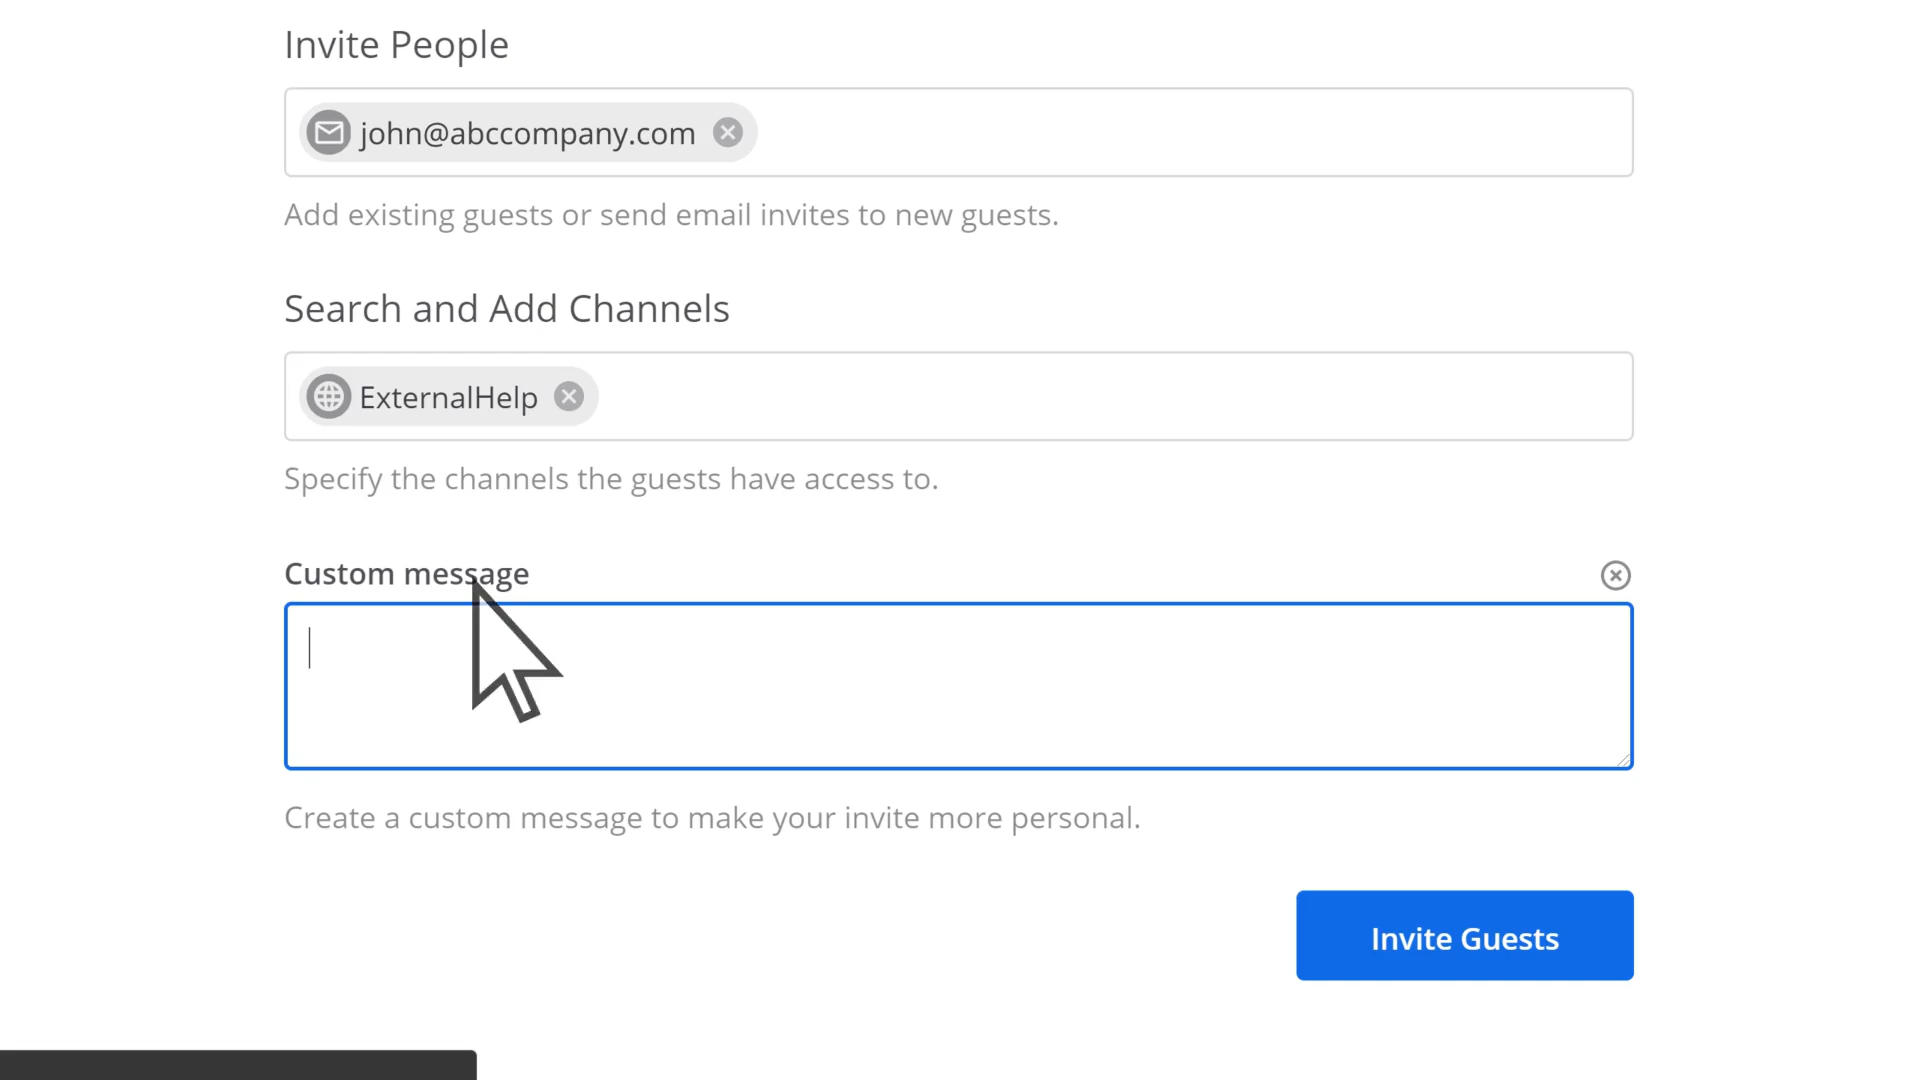 Invite People
john@abccompany.com
Add existing guests or send email invites to new guests.
Search and Add Channels
ExternalHelp
Specify the channels the guests have access to.
Custom message
Create a custom message to make your invite more personal.
Invite Guests